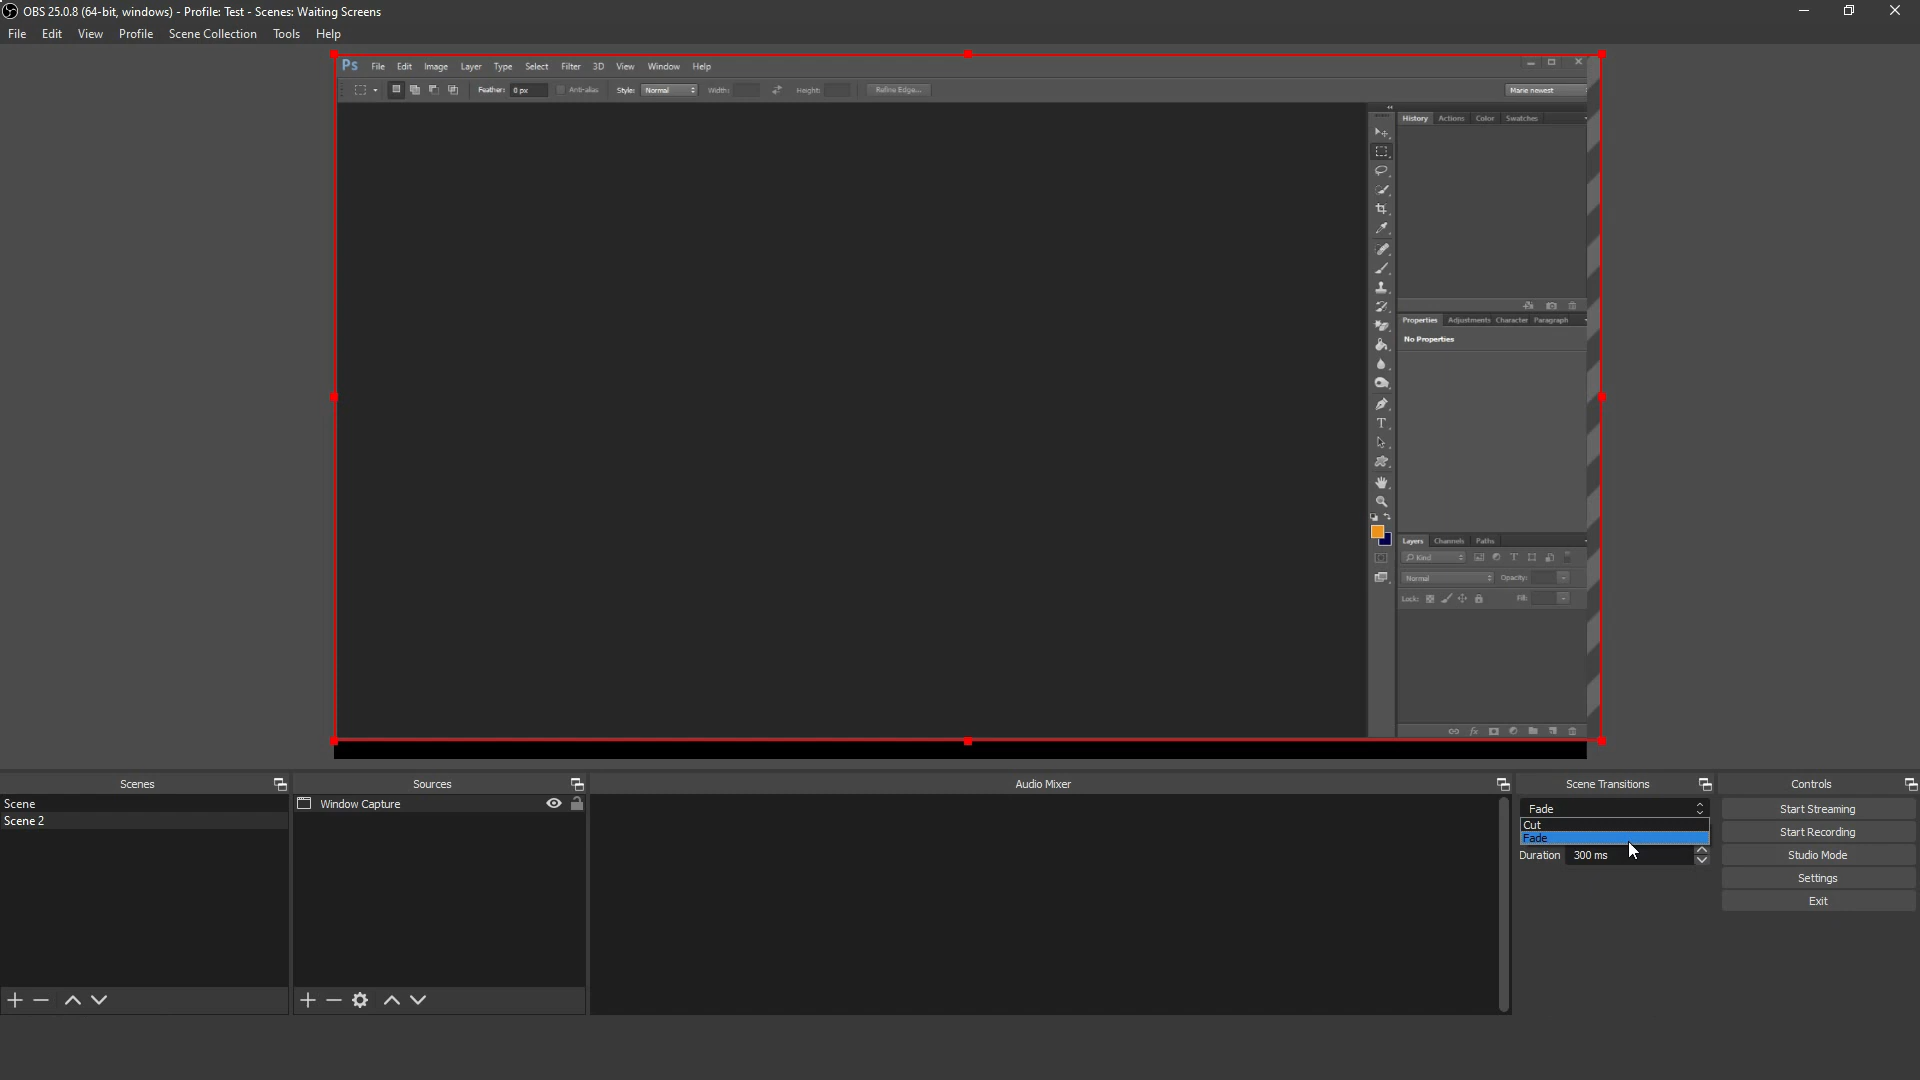 OBS 25.0.8 (64-bit, windows) - Profile: Test - Scenes: Waiting Screens
File Edit View Profile Scene Collection Tools Help
Ps File Edit Image Layer Type Select Filter 3D View Window Help
Feather: 0 px Anti-alias Style: Normal Width: Height: Refine Edge... Marie newest
History Actions Color Swatches
Properties Adjustments Character Paragraph
No Properties
Layers Channels Paths
Kind
Normal Opacity:
Lock: Fill:
Scenes
Scene
Scene 2
Sources
Window Capture
Audio Mixer
Scene Transitions
Fade
Cut
Fade
Duration 300 ms
Controls
Start Streaming
Start Recording
Studio Mode
Settings
Exit